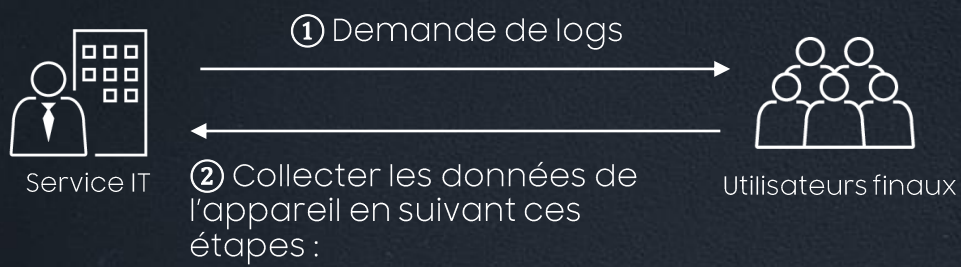 ① Demande de logs
Service IT
② Collecter les données de
l'appareil en suivant ces
étapes :
Utilisateurs finaux